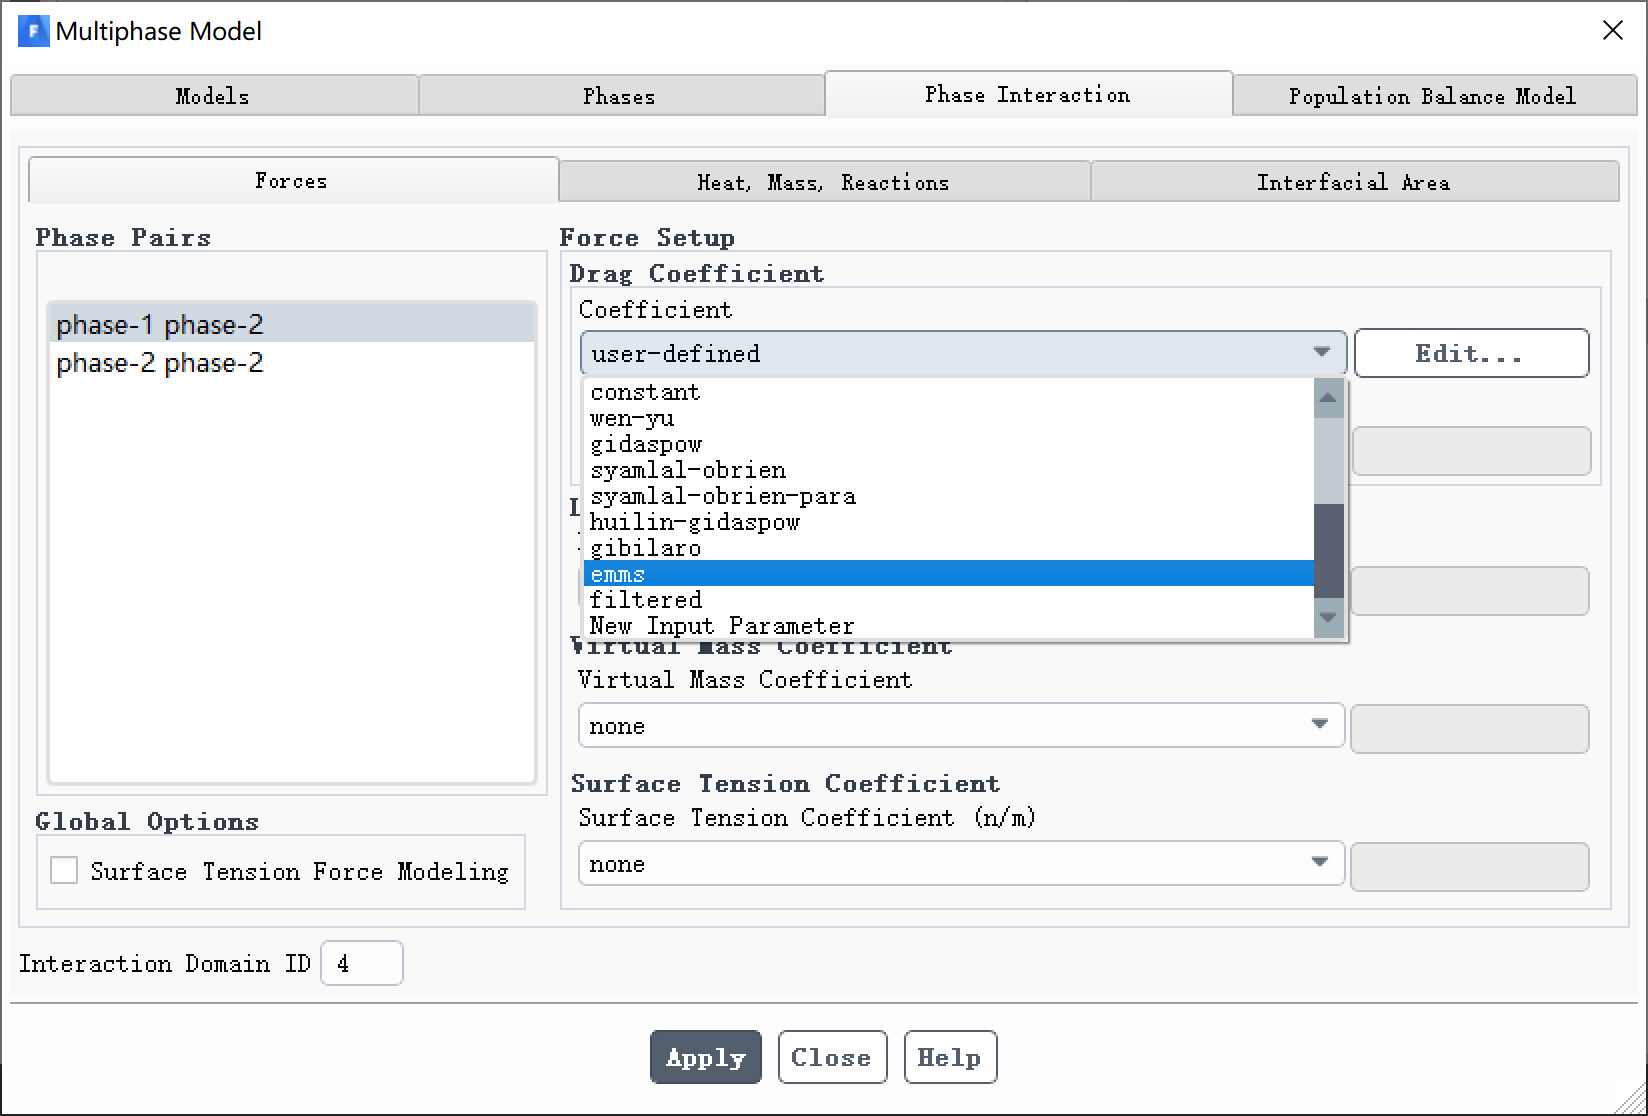 Multiphase Model
Models
Phases
Phase Interaction
Population Balance Model
Forces
Heat, Mass, Reactions
Interfacial Area
Phase Pairs
phase-1 phase-2
phase-2 phase-2
Global Options
Surface Tension Force Modeling
Force Setup
Drag Coefficient
Coefficient
user-defined
Edit...
constant
wen-yu
gidaspow
syamlal-obrien
syamlal-obrien-para
huilin-gidaspow
gibilaro
emms
filtered
New Input Parameter
Virtual Mass Coefficient
Virtual Mass Coefficient
none
Surface Tension Coefficient
Surface Tension Coefficient (n/m)
none
Interaction Domain ID 4
Apply
Close
Help